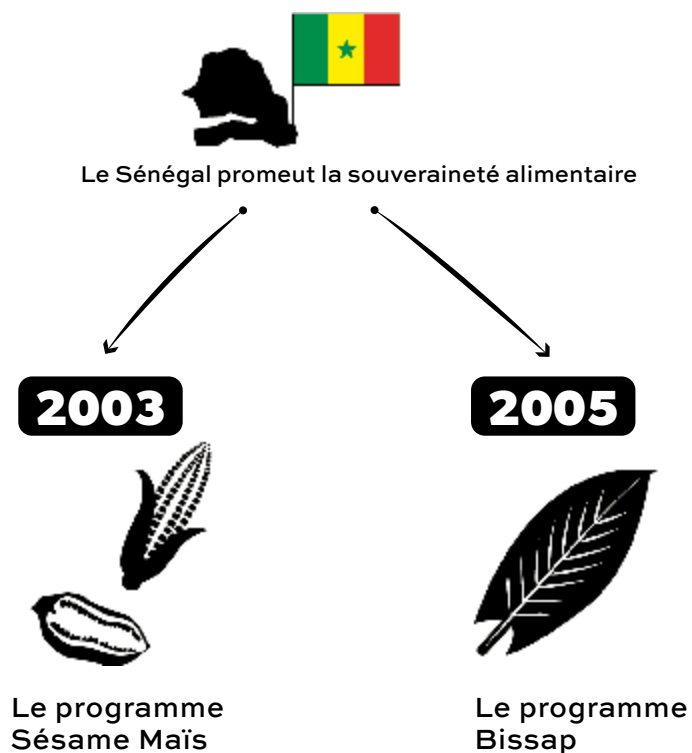 Le Sénégal promeut la souveraineté alimentaire
2003
2005
Le programme
Sésame Maïs
Le programme
Bissap